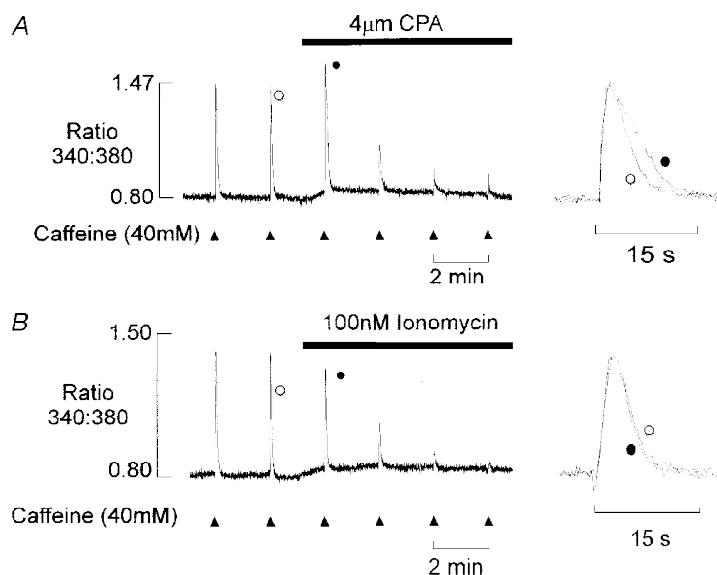 A
4μm CPA
1.47
Ratio
340:380
0.80
Caffeine (40mM)
2 min
15 s
B
100nM Ionomycin
1.50
Ratio
340:380
0.80
Caffeine (40mM)
2 min
15 s